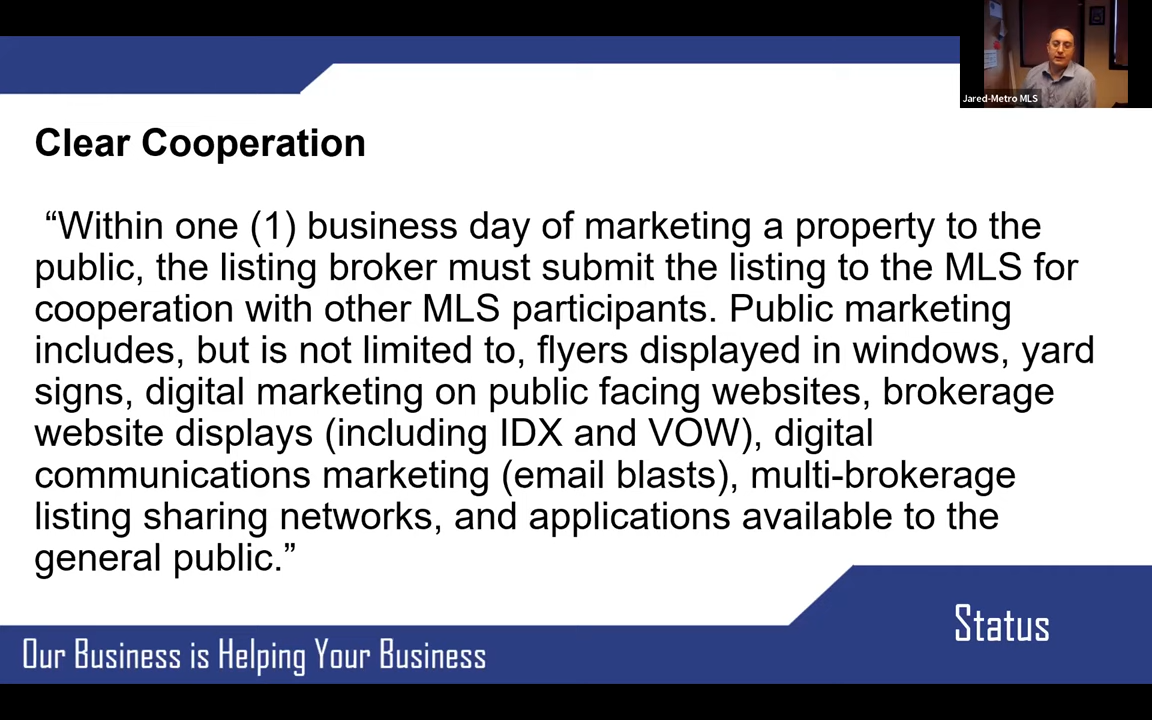 Jared-Metro MLS
Clear Cooperation
“Within one (1) business day of marketing a property to the
public, the listing broker must submit the listing to the MLS for
cooperation with other MLS participants. Public marketing
includes, but is not limited to, flyers displayed in windows, yard
signs, digital marketing on public facing websites, brokerage
website displays (including IDX and VOW), digital
communications marketing (email blasts), multi-brokerage
listing sharing networks, and applications available to the
general public.”
Status
Our Business is Helping Your Business